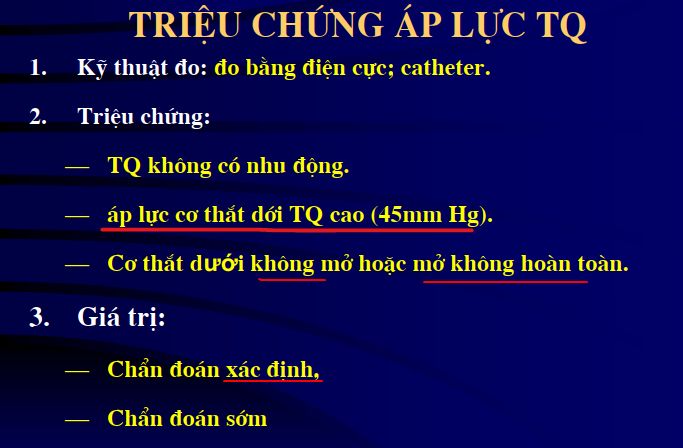 TRIỆU CHỨNG ÁP LỰC TQ
1. Kỹ thuật đo: đo bằng điện cực; catheter.
2. Triệu chứng:
— TQ không có nhu động.
— áp lực cơ thắt dới TQ cao (45mm Hg).
— Cơ thắt dưới không mở hoặc mở không hoàn toàn.
3. Giá trị:
— Chẩn đoán xác định,
— Chẩn đoán sớm